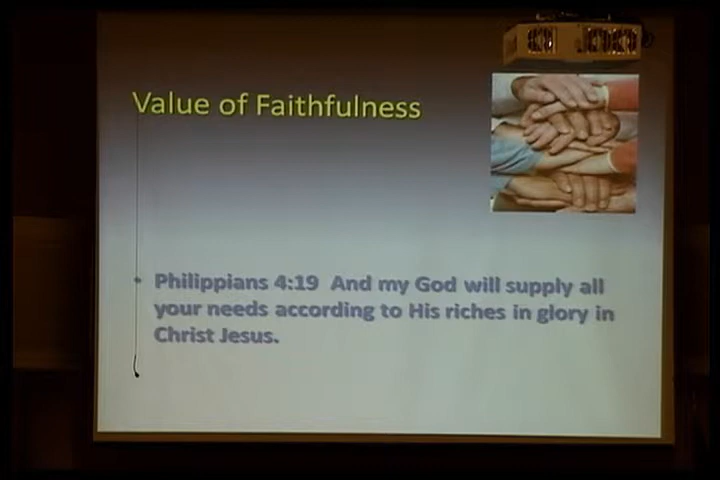 Value of Faithfulness
Philippians 4:19 And my God will supply all
your needs according to His riches in glory in
Christ Jesus.